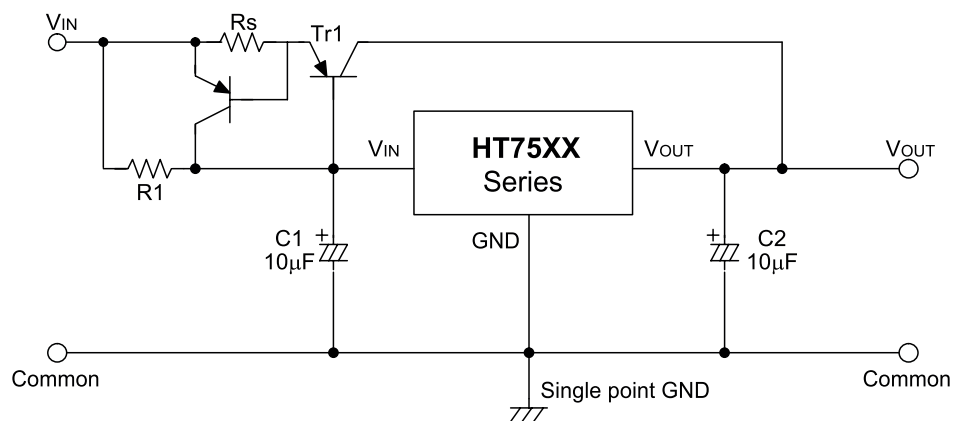 VIN
Rs
Tr1
R1
VIN
HT75XX
Series
VOUT
VOUT
GND
C1
10μF
+
+
C2
10μF
Common
Single point GND
Common